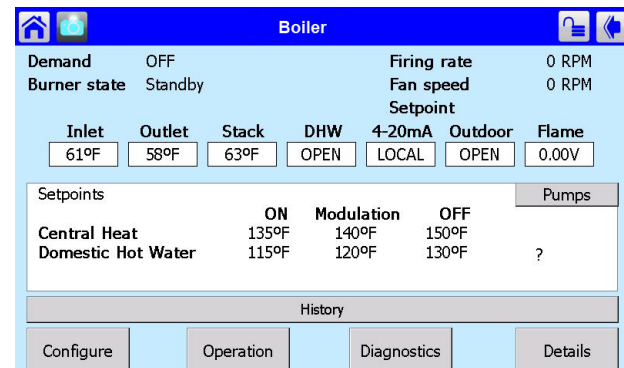 Boiler
Demand OFF Firing rate 0 RPM
Burner state Standby Fan speed 0 RPM
Setpoint
Inlet Outlet Stack DHW 4-20mA Outdoor Flame
61ºF 58ºF 63ºF OPEN LOCAL OPEN 0.00V
Setpoints Pumps
ON Modulation OFF
Central Heat 135ºF 140ºF 150ºF
Domestic Hot Water 115ºF 120ºF 130ºF ?
History
Configure Operation Diagnostics Details